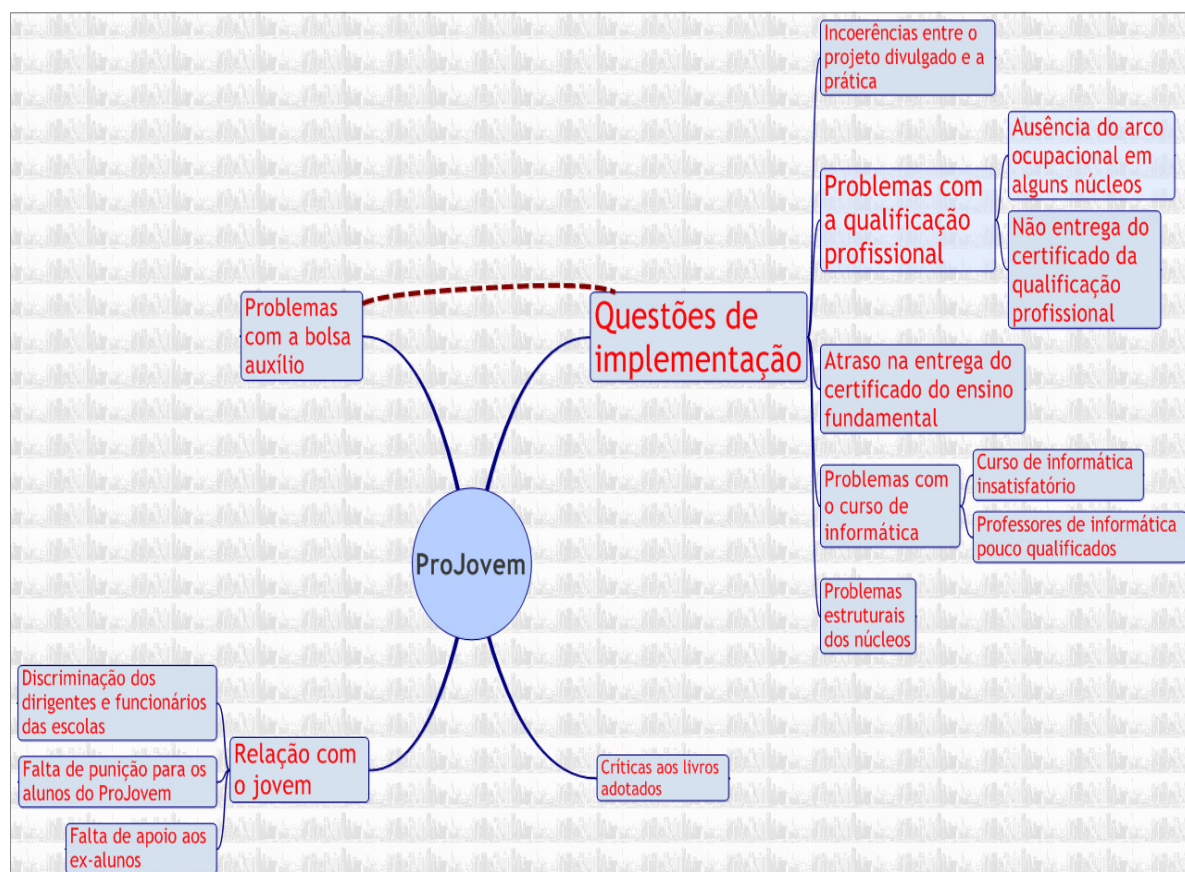 ProJovem
Problemas
com a bolsa
auxílio
Questões de
implementação
Incoerências entre o
projeto divulgado e a
prática
Problemas com
a qualificação
profissional
Ausência do arco
ocupacional em
alguns núcleos
Não entrega do
certificado da
qualificação
profissional
Atraso na entrega do
certificado do ensino
fundamental
Problemas com
o curso de
informática
Curso de informática
insatisfatório
Professores de informática
pouco qualificados
Problemas
estruturais
dos núcleos
Críticas aos livros
adotados
Relação com
o jovem
Discriminação dos
dirigentes e funcionários
das escolas
Falta de punição para os
alunos do ProJovem
Falta de apoio aos
ex-alunos